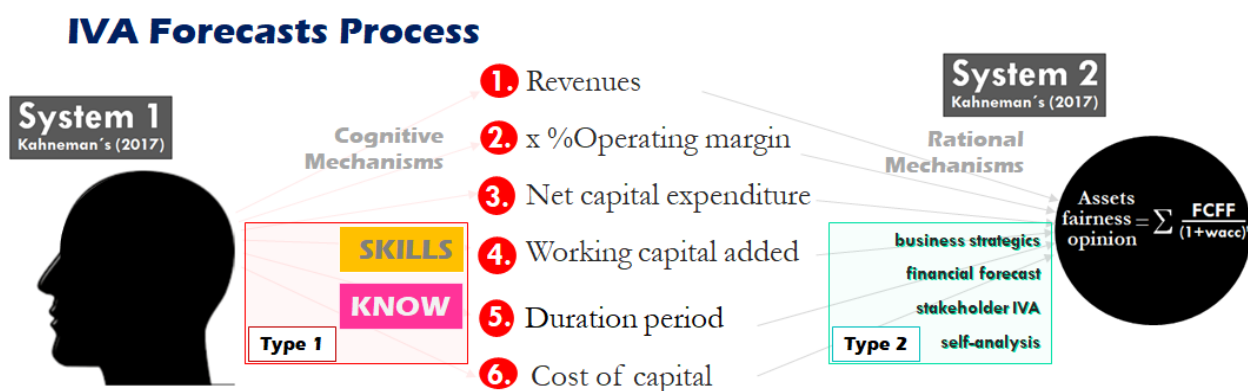 IVA Forecasts Process
System 1
Kahneman´s (2017)
Cognitive
Mechanisms
SKILLS
KNOW
Type 1
1. Revenues
2. x %Operating margin
3. Net capital expenditure
4. Working capital added
5. Duration period
6. Cost of capital
System 2
Kahneman´s (2017)
Rational
Mechanisms
business strategics
financial forecast
stakeholder IVA
self-analysis
Type 2
Assets
fairness
opinion
= ∑ FCFF
(1+wacc)